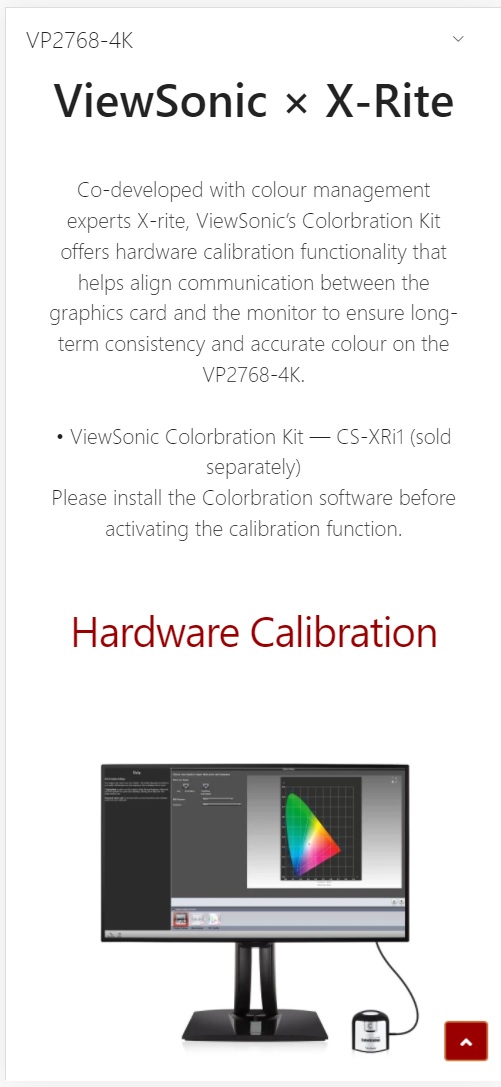 VP2768-4K
ViewSonic × X-Rite
Co-developed with colour management
experts X-rite, ViewSonic’s Colorbration Kit
offers hardware calibration functionality that
helps align communication between the
graphics card and the monitor to ensure long-
term consistency and accurate colour on the
VP2768-4K.
• ViewSonic Colorbration Kit — CS-XRi1 (sold
separately)
Please install the Colorbration software before
activating the calibration function.
Hardware Calibration